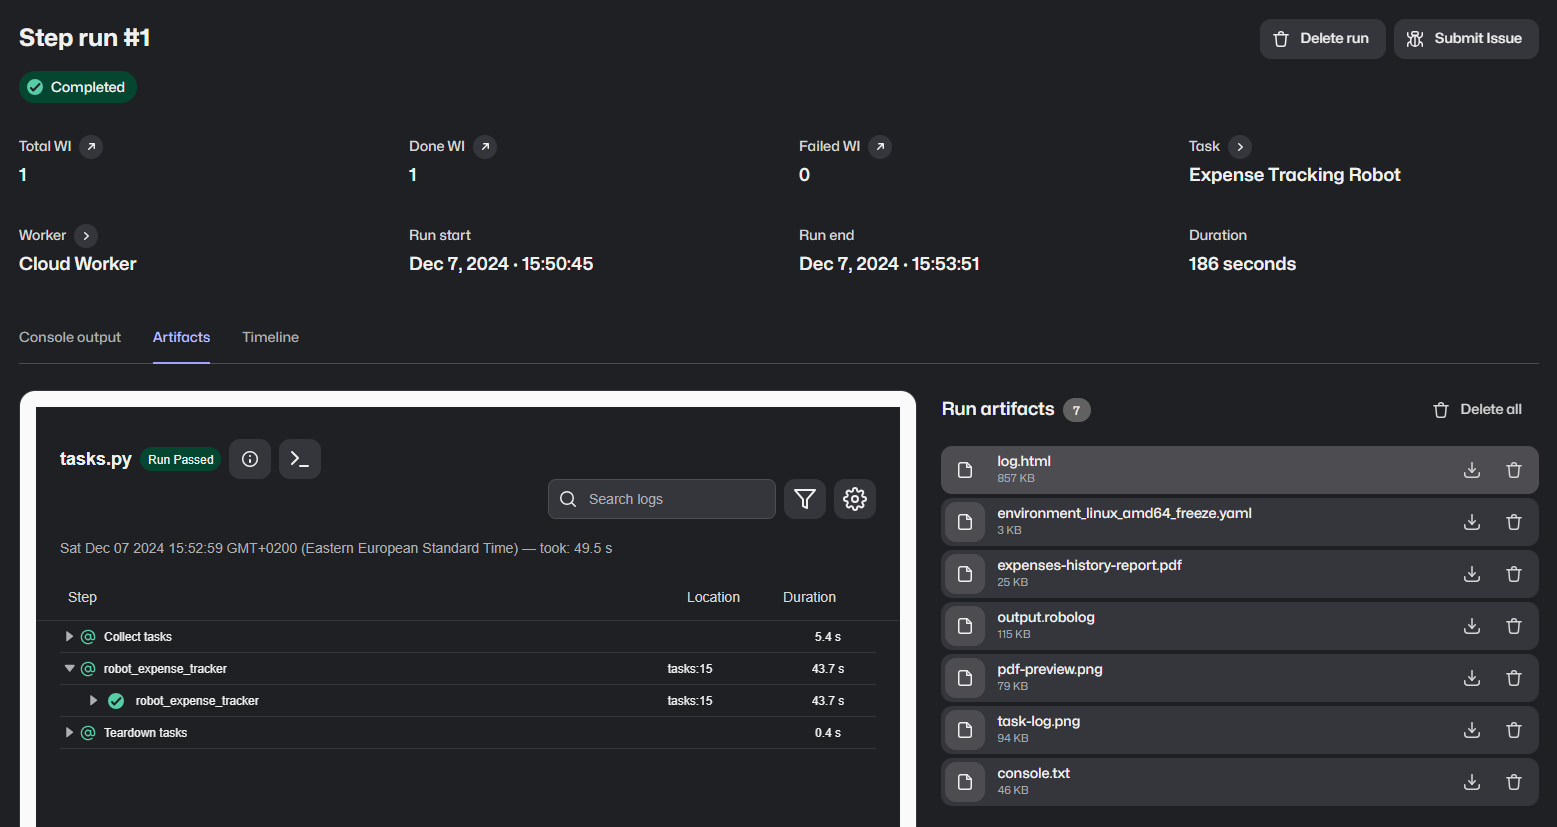 Step run #1
Delete run
Submit Issue
Completed
Total WI
1
Done WI
1
Failed WI
0
Task
Expense Tracking Robot
Worker
Cloud Worker
Run start
Dec 7, 2024 · 15:50:45
Run end
Dec 7, 2024 · 15:53:51
Duration
186 seconds
Console output
Artifacts
Timeline
tasks.py
Run Passed
Search logs
Sat Dec 07 2024 15:52:59 GMT+0200 (Eastern European Standard Time) — took: 49.5 s
Step Location Duration
Collect tasks 5.4 s
robot_expense_tracker tasks:15 43.7 s
robot_expense_tracker tasks:15 43.7 s
Teardown tasks 0.4 s
Run artifacts 7
Delete all
log.html
857 KB
environment_linux_amd64_freeze.yaml
3 KB
expenses-history-report.pdf
25 KB
output.robolog
115 KB
pdf-preview.png
79 KB
task-log.png
94 KB
console.txt
46 KB